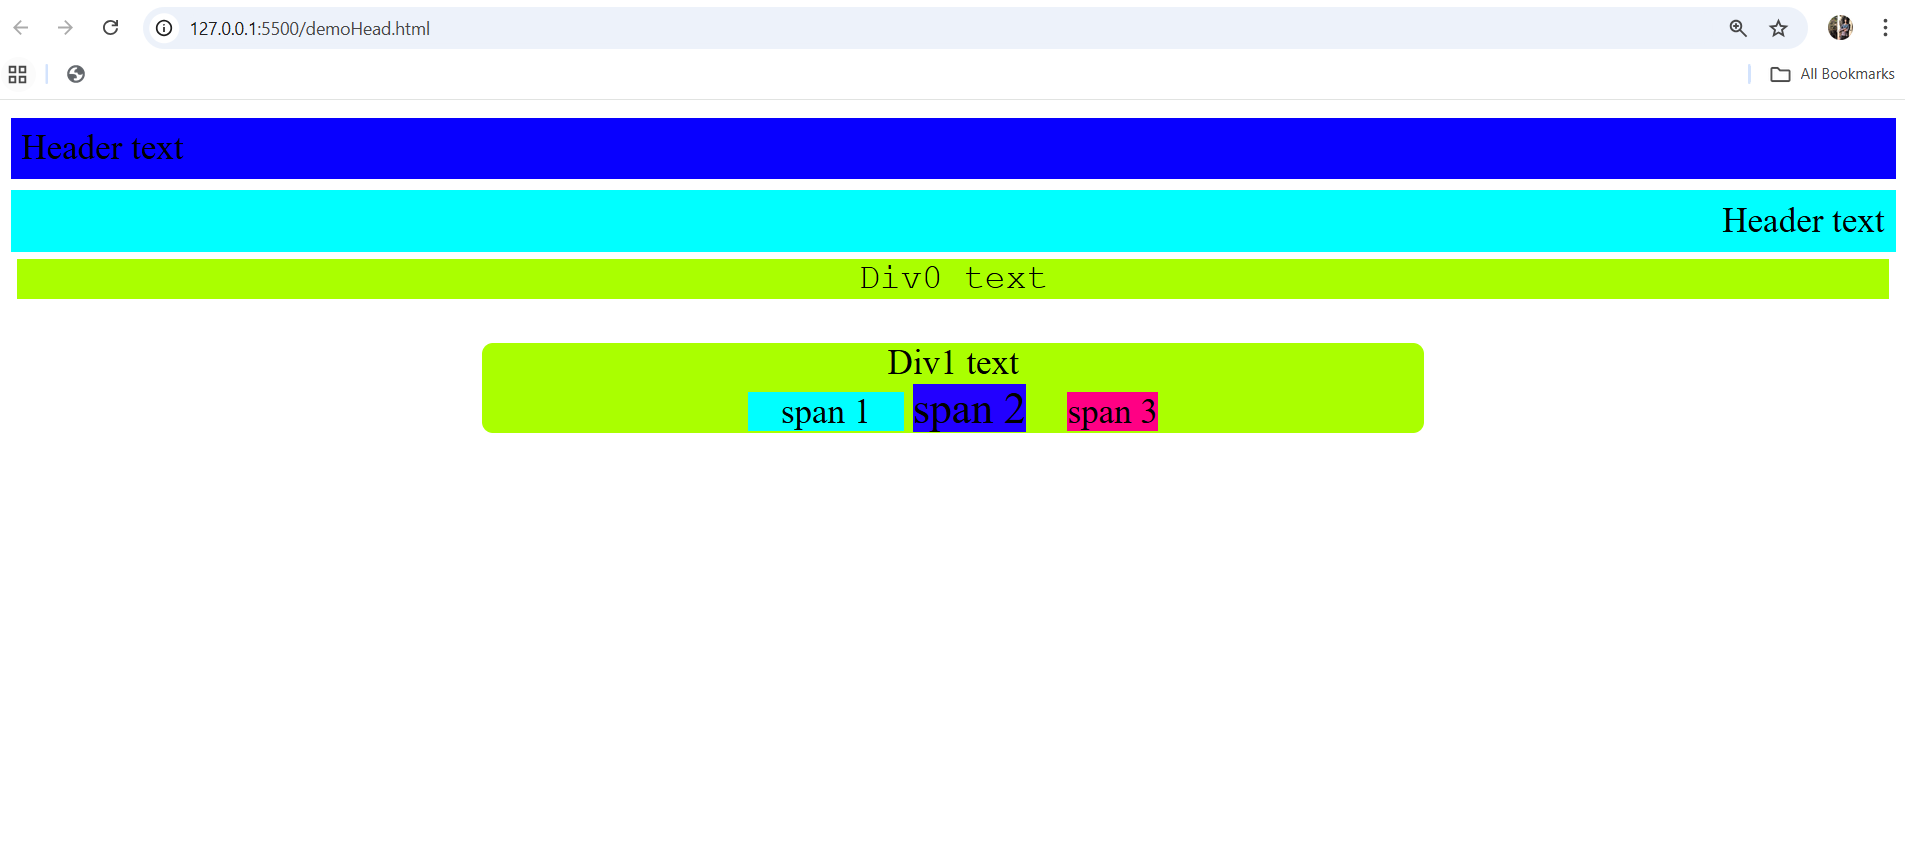 127.0.0.1:5500/demoHead.html
All Bookmarks
Header text
Header text
Div0 text
Div1 text
span 1 span 2 span 3